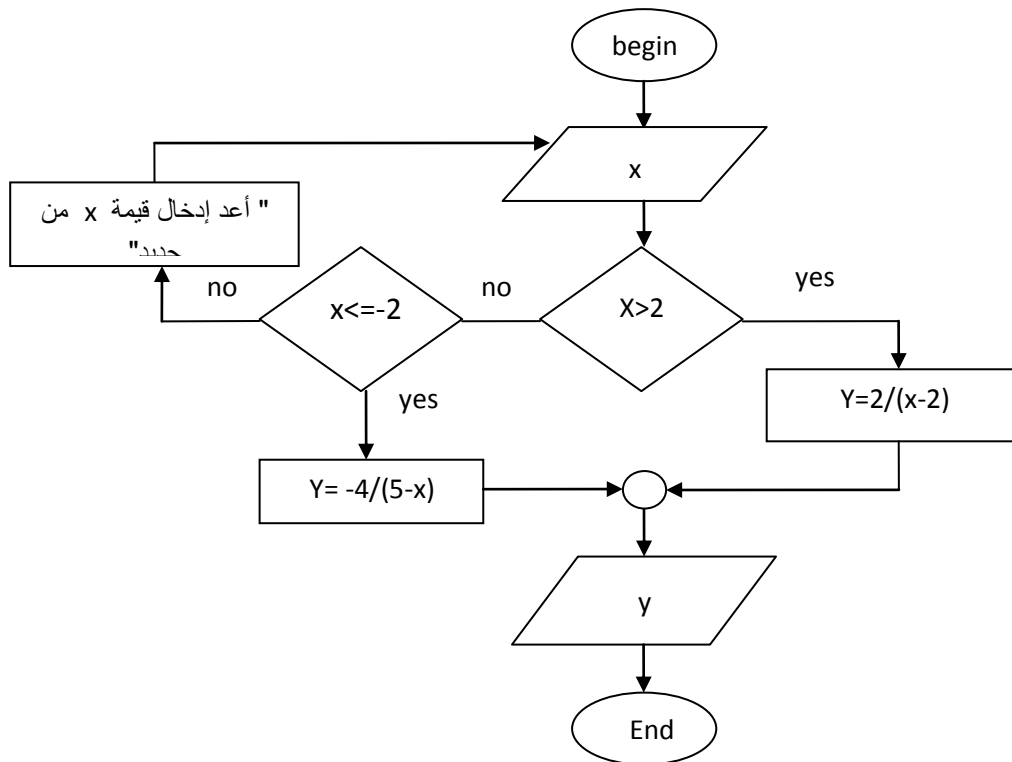 begin
x
" أعد إدخال قيمة x من
X>2
yes
no
x<=-2
no
yes
Y=2/(x-2)
Y= -4/(5-x)
y
End